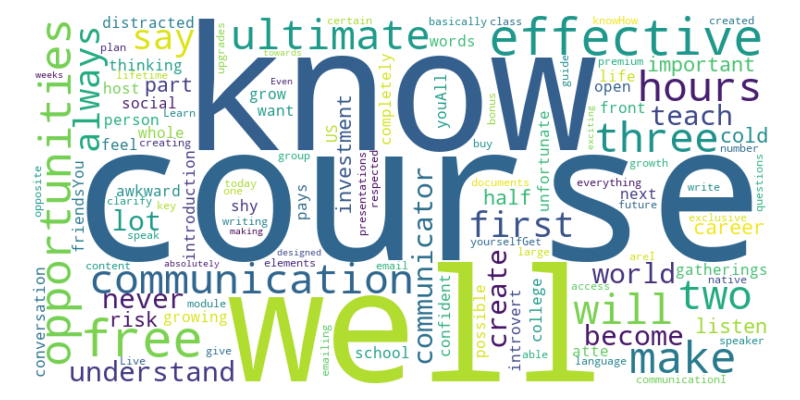 know
course
well
ultimate
effective
say
always
opportunities
distracted
thinking
host
part
plan
basically
class
certain
towards
lifetime
upgrades
words
knowHow
created
premium
guide
important
life
open
hours
teach
three
cold
front
number
weeks
Learn
Even
social
creating
person
whole
grow
want
US
investment
completely
youAll
bonus
buy
exciting
unfortunate
growth
feel
friendsYou
opposite
awkward
clarify
lot
speak
key
introduction
today
one
writing
making
shy
group
pays
presentations
respected
communicator
documents
half
first
everything
next
future
write
exclusive
career
questions
conversation
content
absolutely
designed
elements
email
communication
yourselfGet
large
areI
world
native
gatherings
never
risk
module
growing
free
Live
give
understand
emailing
school
confident
possible
create
introvert
able
college
access
language
will
become
atte
make
two
listen
speaker
communicationI